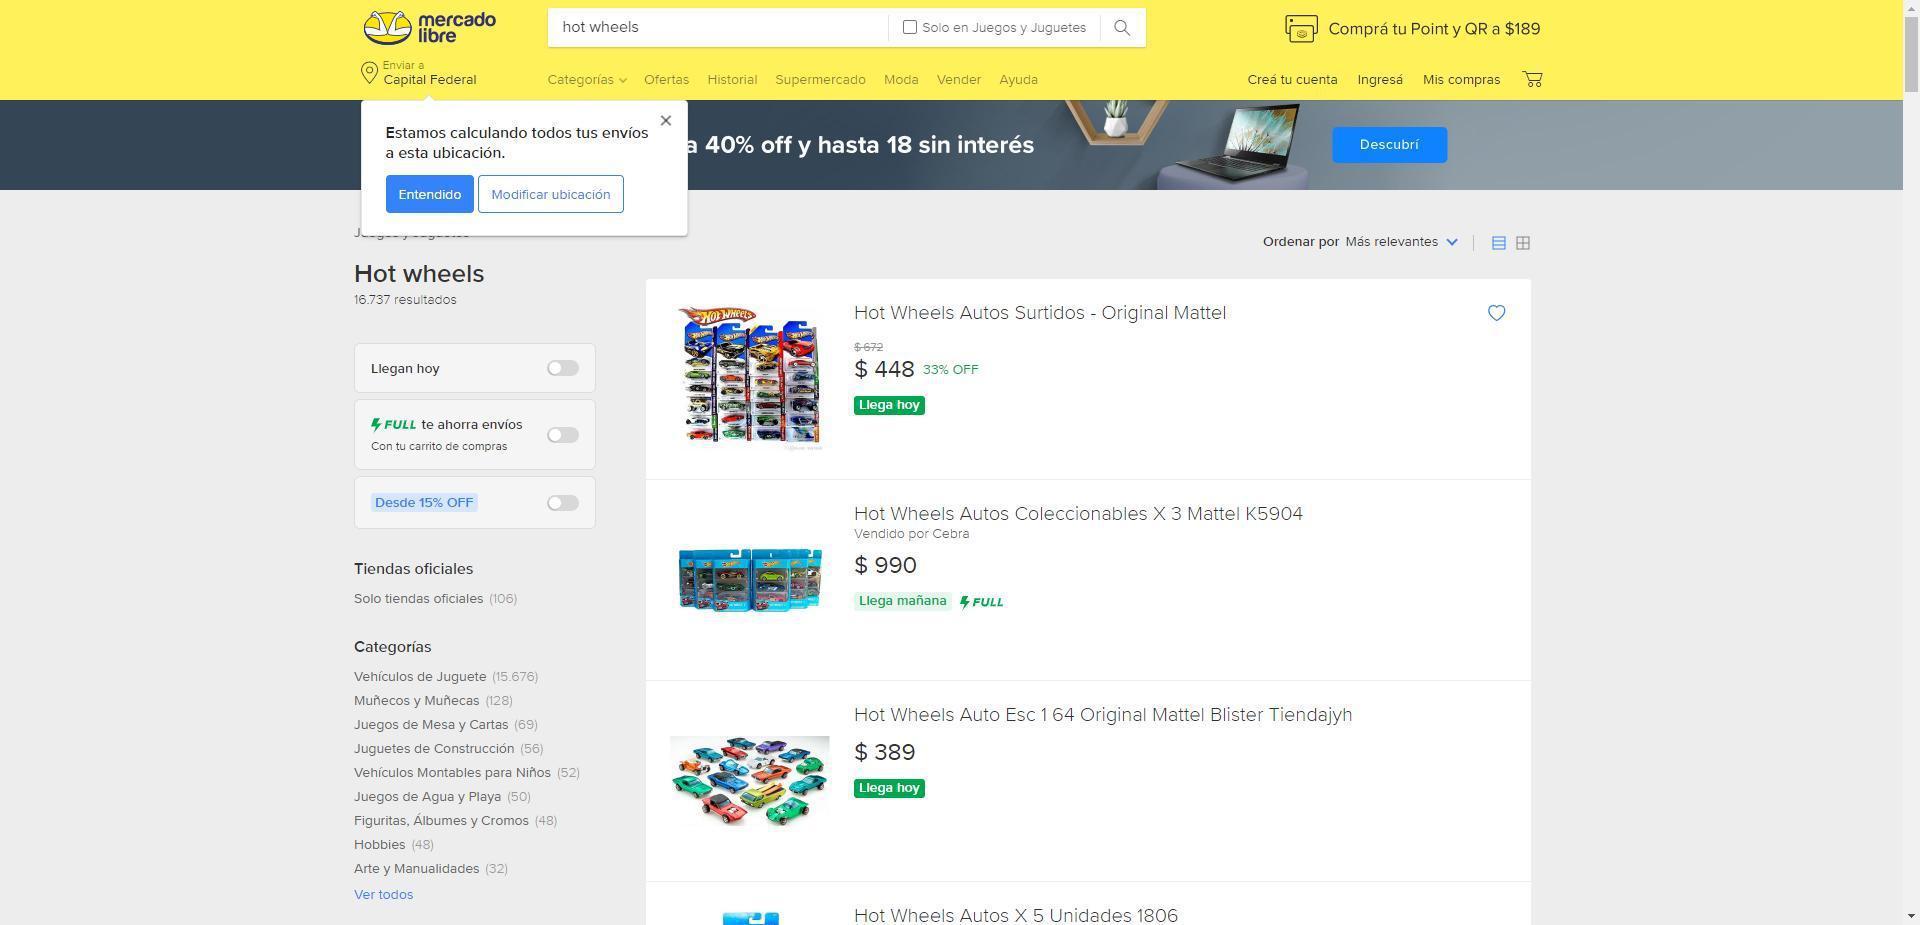 mercado
libre
hot wheels
Solo en Juegos y Juguetes
Comprá tu Point y QR a $189
Enviar a
Capital Federal
Categorías
Ofertas
Historial
Supermercado
Moda
Vender
Ayuda
Creá tu cuenta
Ingresá
Mis compras
Estamos calculando todos tus envíos
a esta ubicación.
Entendido
Modificar ubicación
a 40% off y hasta 18 sin interés
Descubrí
Juegos y Juguetes
Ordenar por Más relevantes
Hot wheels
16.737 resultados
Llegan hoy
FULL te ahorra envíos
Con tu carrito de compras
Desde 15% OFF
Tiendas oficiales
Solo tiendas oficiales (106)
Categorías
Vehículos de Juguete (15.676)
Muñecos y Muñecas (128)
Juegos de Mesa y Cartas (69)
Juguetes de Construcción (56)
Vehículos Montables para Niños (52)
Juegos de Agua y Playa (50)
Figuritas, Álbumes y Cromos (48)
Hobbies (48)
Arte y Manualidades (32)
Ver todos
HOT WHEELS
Hot Wheels Autos Surtidos - Original Mattel
$ 672
$ 448 33% OFF
Llega hoy
Hot Wheels Autos Coleccionables X 3 Mattel K5904
Vendido por Cebra
$ 990
Llega mañana FULL
Hot Wheels Auto Esc 1 64 Original Mattel Blister Tiendajyh
$ 389
Llega hoy
Hot Wheels Autos X 5 Unidades 1806